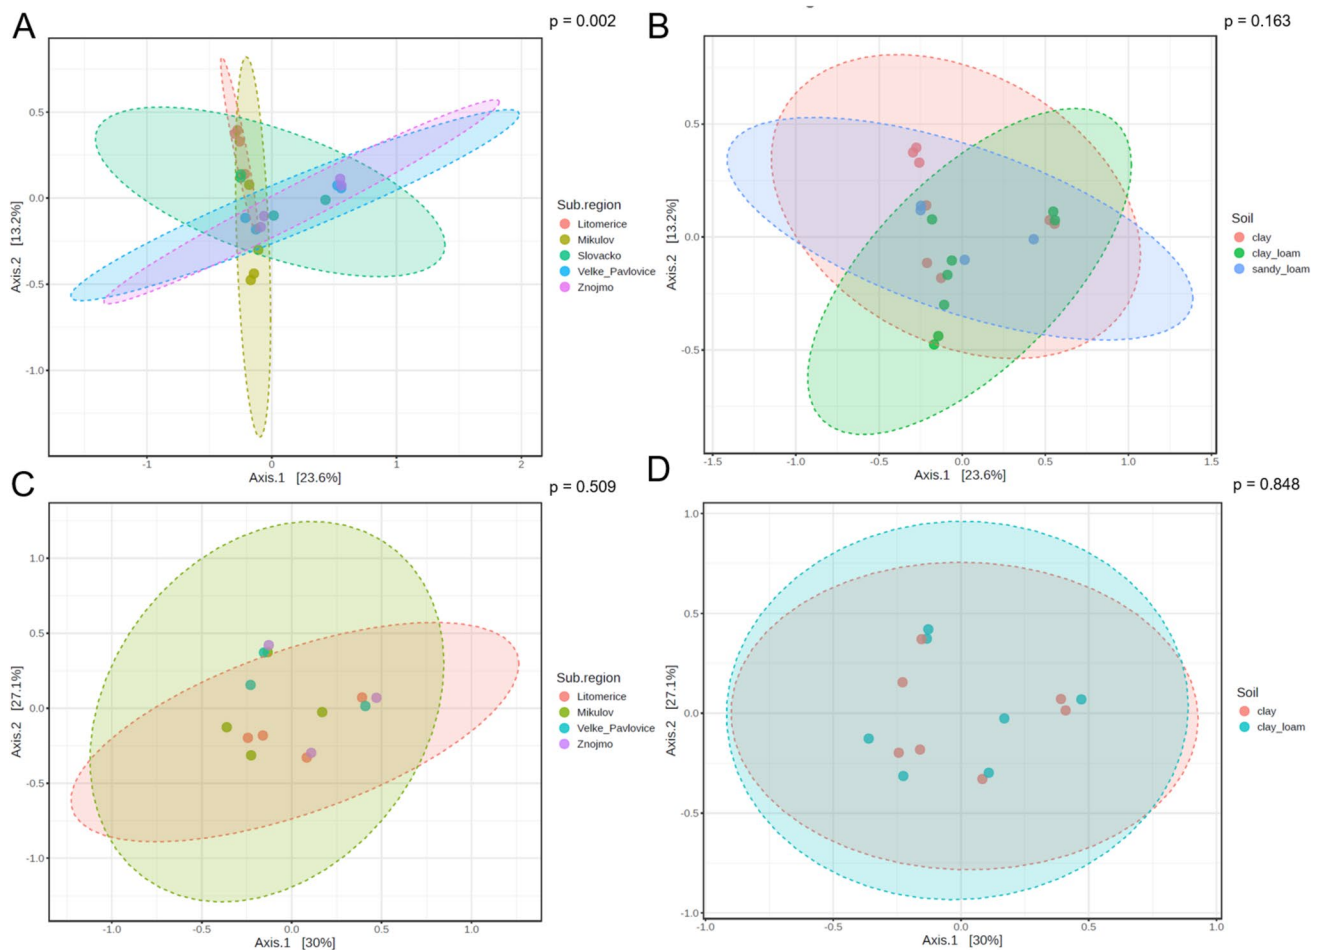 A
p = 0.002
0.5
0.0
-0.5
-1.0
-1
0
1
2
Axis.2 [13.2%]
Axis.1 [23.6%]
Sub.region
Litomerice
Mikulov
Slovacko
Velke_Pavlovice
Znojmo
B
p = 0.163
0.5
0.0
-0.5
-1.5
-1.0
-0.5
0.0
0.5
1.0
1.5
Axis.2 [13.2%]
Axis.1 [23.6%]
Soil
clay
clay_loam
sandy_loam
C
p = 0.509
1.0
0.5
0.0
-0.5
-1.0
-1.0
-0.5
0.0
0.5
1.0
Axis.2 [27.1%]
Axis.1 [30%]
Sub.region
Litomerice
Mikulov
Velke_Pavlovice
Znojmo
D
p = 0.848
1.0
0.5
0.0
-0.5
-1.0
-1.0
-0.5
0.0
0.5
1.0
Axis.2 [27.1%]
Axis.1 [30%]
Soil
clay
clay_loam